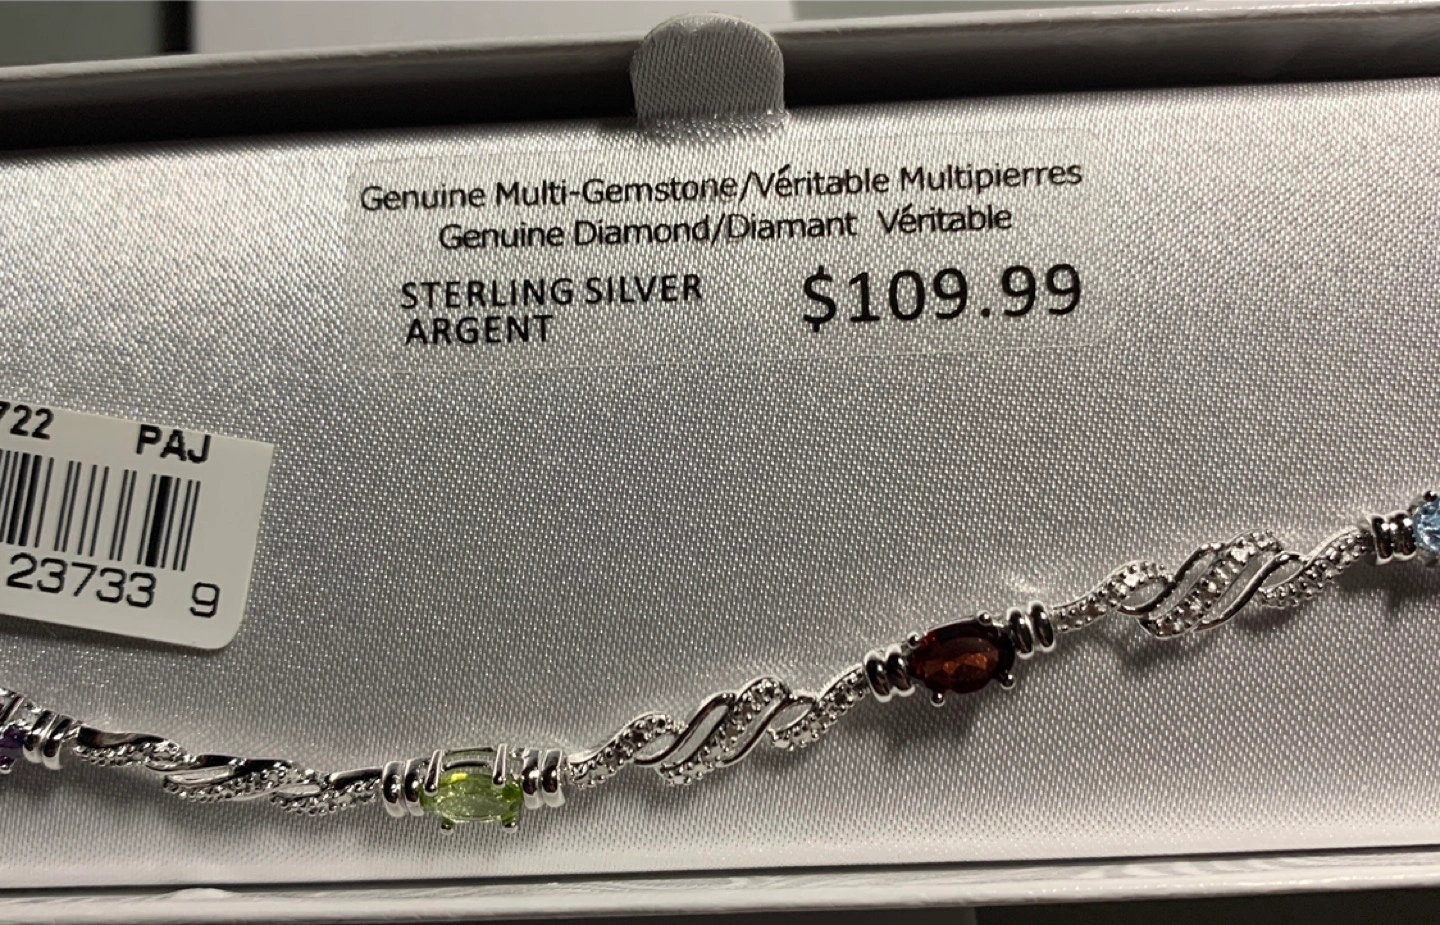 Genuine Multi-Gemstone/Véritable Multipierres
Genuine Diamond/Diamant Véritable
STERLING SILVER $109.99
ARGENT
722 PAJ
23733 9